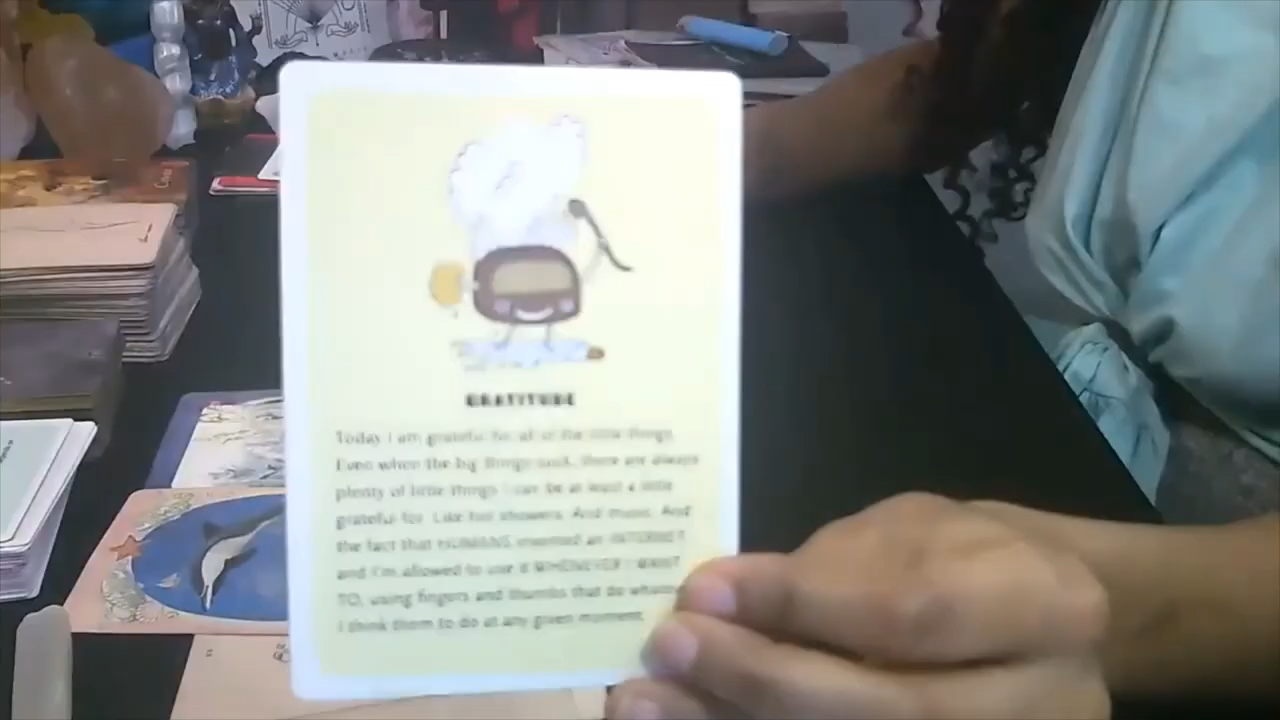 GRATITUDE
Today I am grateful for all of the little things.
Even when the big things suck, there are always
plenty of little things I can be at least a little
grateful for. Like hot showers. And music. And
the fact that HUMANS invented an INTERNET
and I'm allowed to use it WHENEVER I WANT
TO, using fingers and thumbs that do whatever
I think them to do at any given moment.